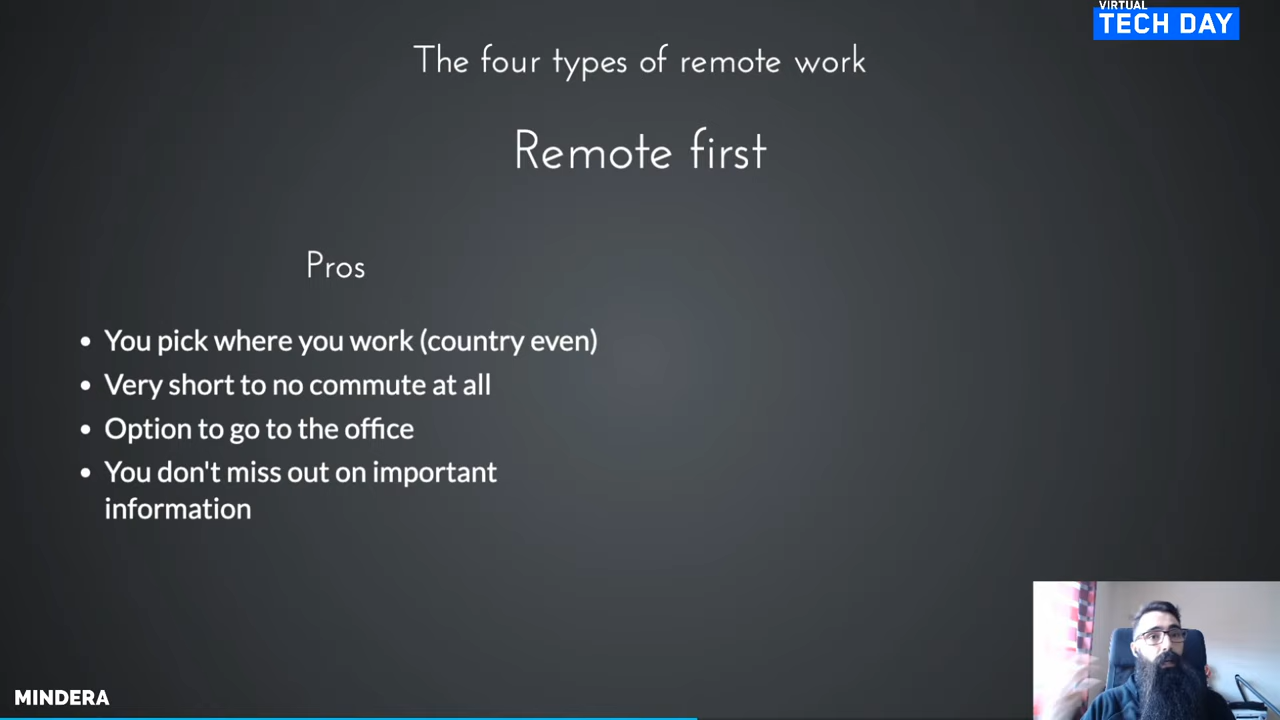 VIRTUAL
TECH DAY
The four types of remote work
Remote first
Pros
You pick where you work (country even)
Very short to no commute at all
Option to go to the office
You don't miss out on important
information
MINDERA